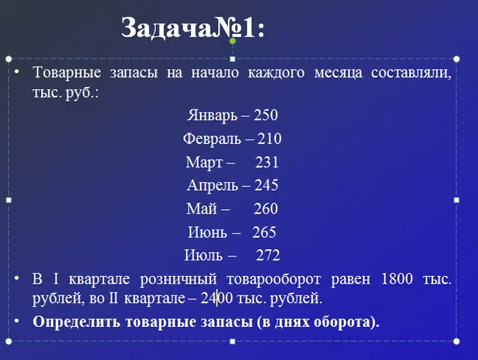 Задача№1:
• Товарные запасы на начало каждого месяца составляли,
тыс. руб.:
Январь – 250
Февраль – 210
Март – 231
Апрель – 245
Май – 260
Июнь – 265
Июль – 272
• В I квартале розничный товарооборот равен 1800 тыс.
рублей, во II квартале – 2400 тыс. рублей.
• Определить товарные запасы (в днях оборота).